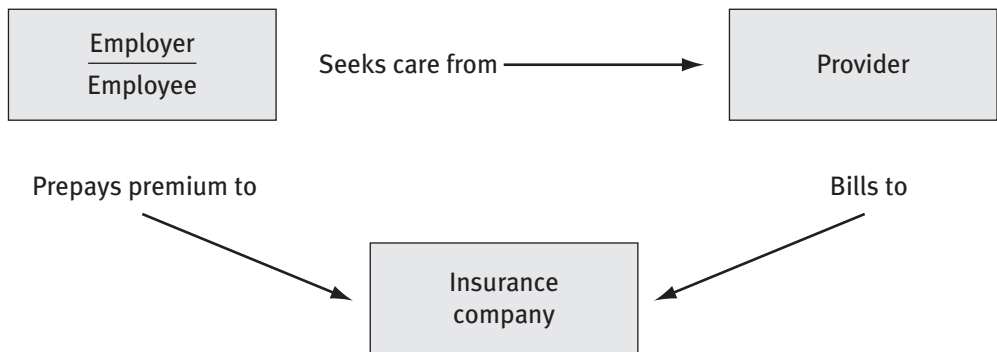 Employer
Employee
Seeks care from
Provider
Prepays premium to
Bills to
Insurance
company